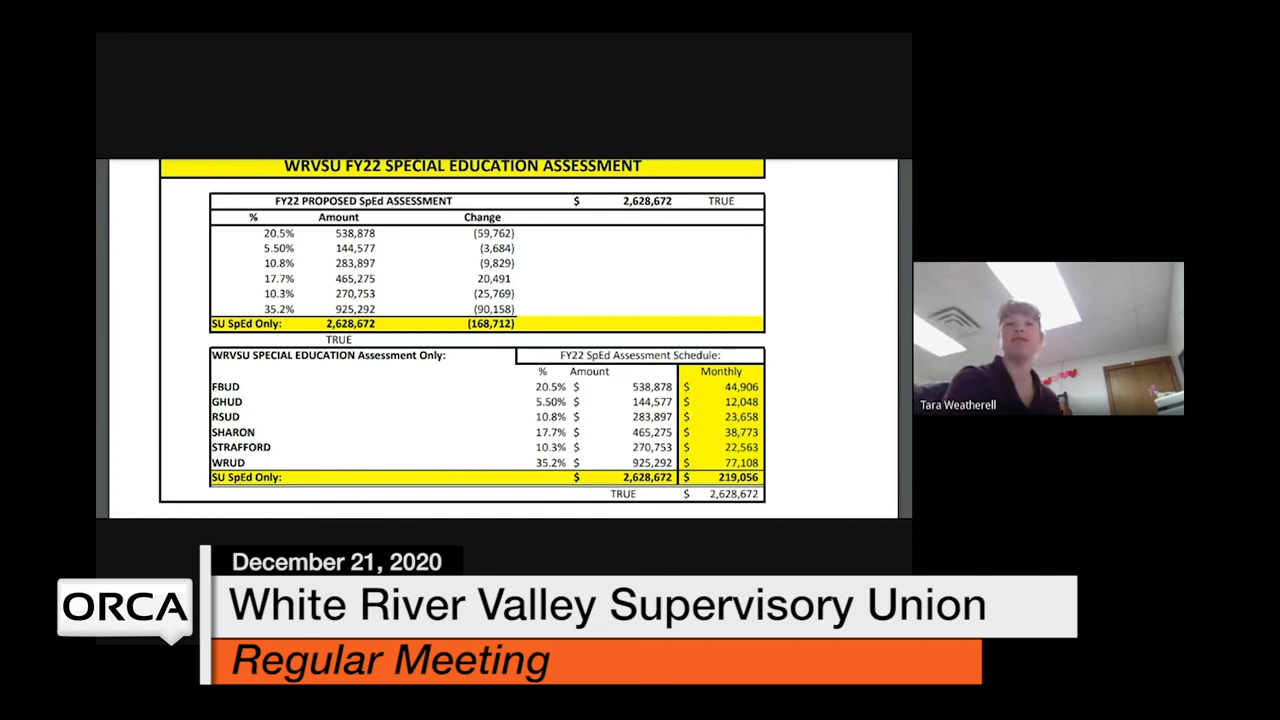 WRVSU FY22 SPECIAL EDUCATION ASSESSMENT
FY22 PROPOSED SpEd ASSESSMENT $ 2,628,672 TRUE
% Amount Change
20.5% 538,878 (59,762)
5.50% 144,577 (3,684)
10.8% 283,897 (9,829)
17.7% 465,275 20,491
10.3% 270,753 (25,769)
35.2% 925,292 (90,158)
SU SpEd Only: 2,628,672 (168,712)
TRUE
WRVSU SPECIAL EDUCATION Assessment Only: FY22 SpEd Assessment Schedule:
% Amount Monthly
FBUD 20.5% $ 538,878 $ 44,906
GHUD 5.50% $ 144,577 $ 12,048
RSUD 10.8% $ 283,897 $ 23,658
SHARON 17.7% $ 465,275 $ 38,773
STRAFFORD 10.3% $ 270,753 $ 22,563
WRUD 35.2% $ 925,292 $ 77,108
SU SpEd Only: $ 2,628,672 $ 219,056
TRUE $ 2,628,672
Tara Weatherell
December 21, 2020
ORCA
White River Valley Supervisory Union
Regular Meeting